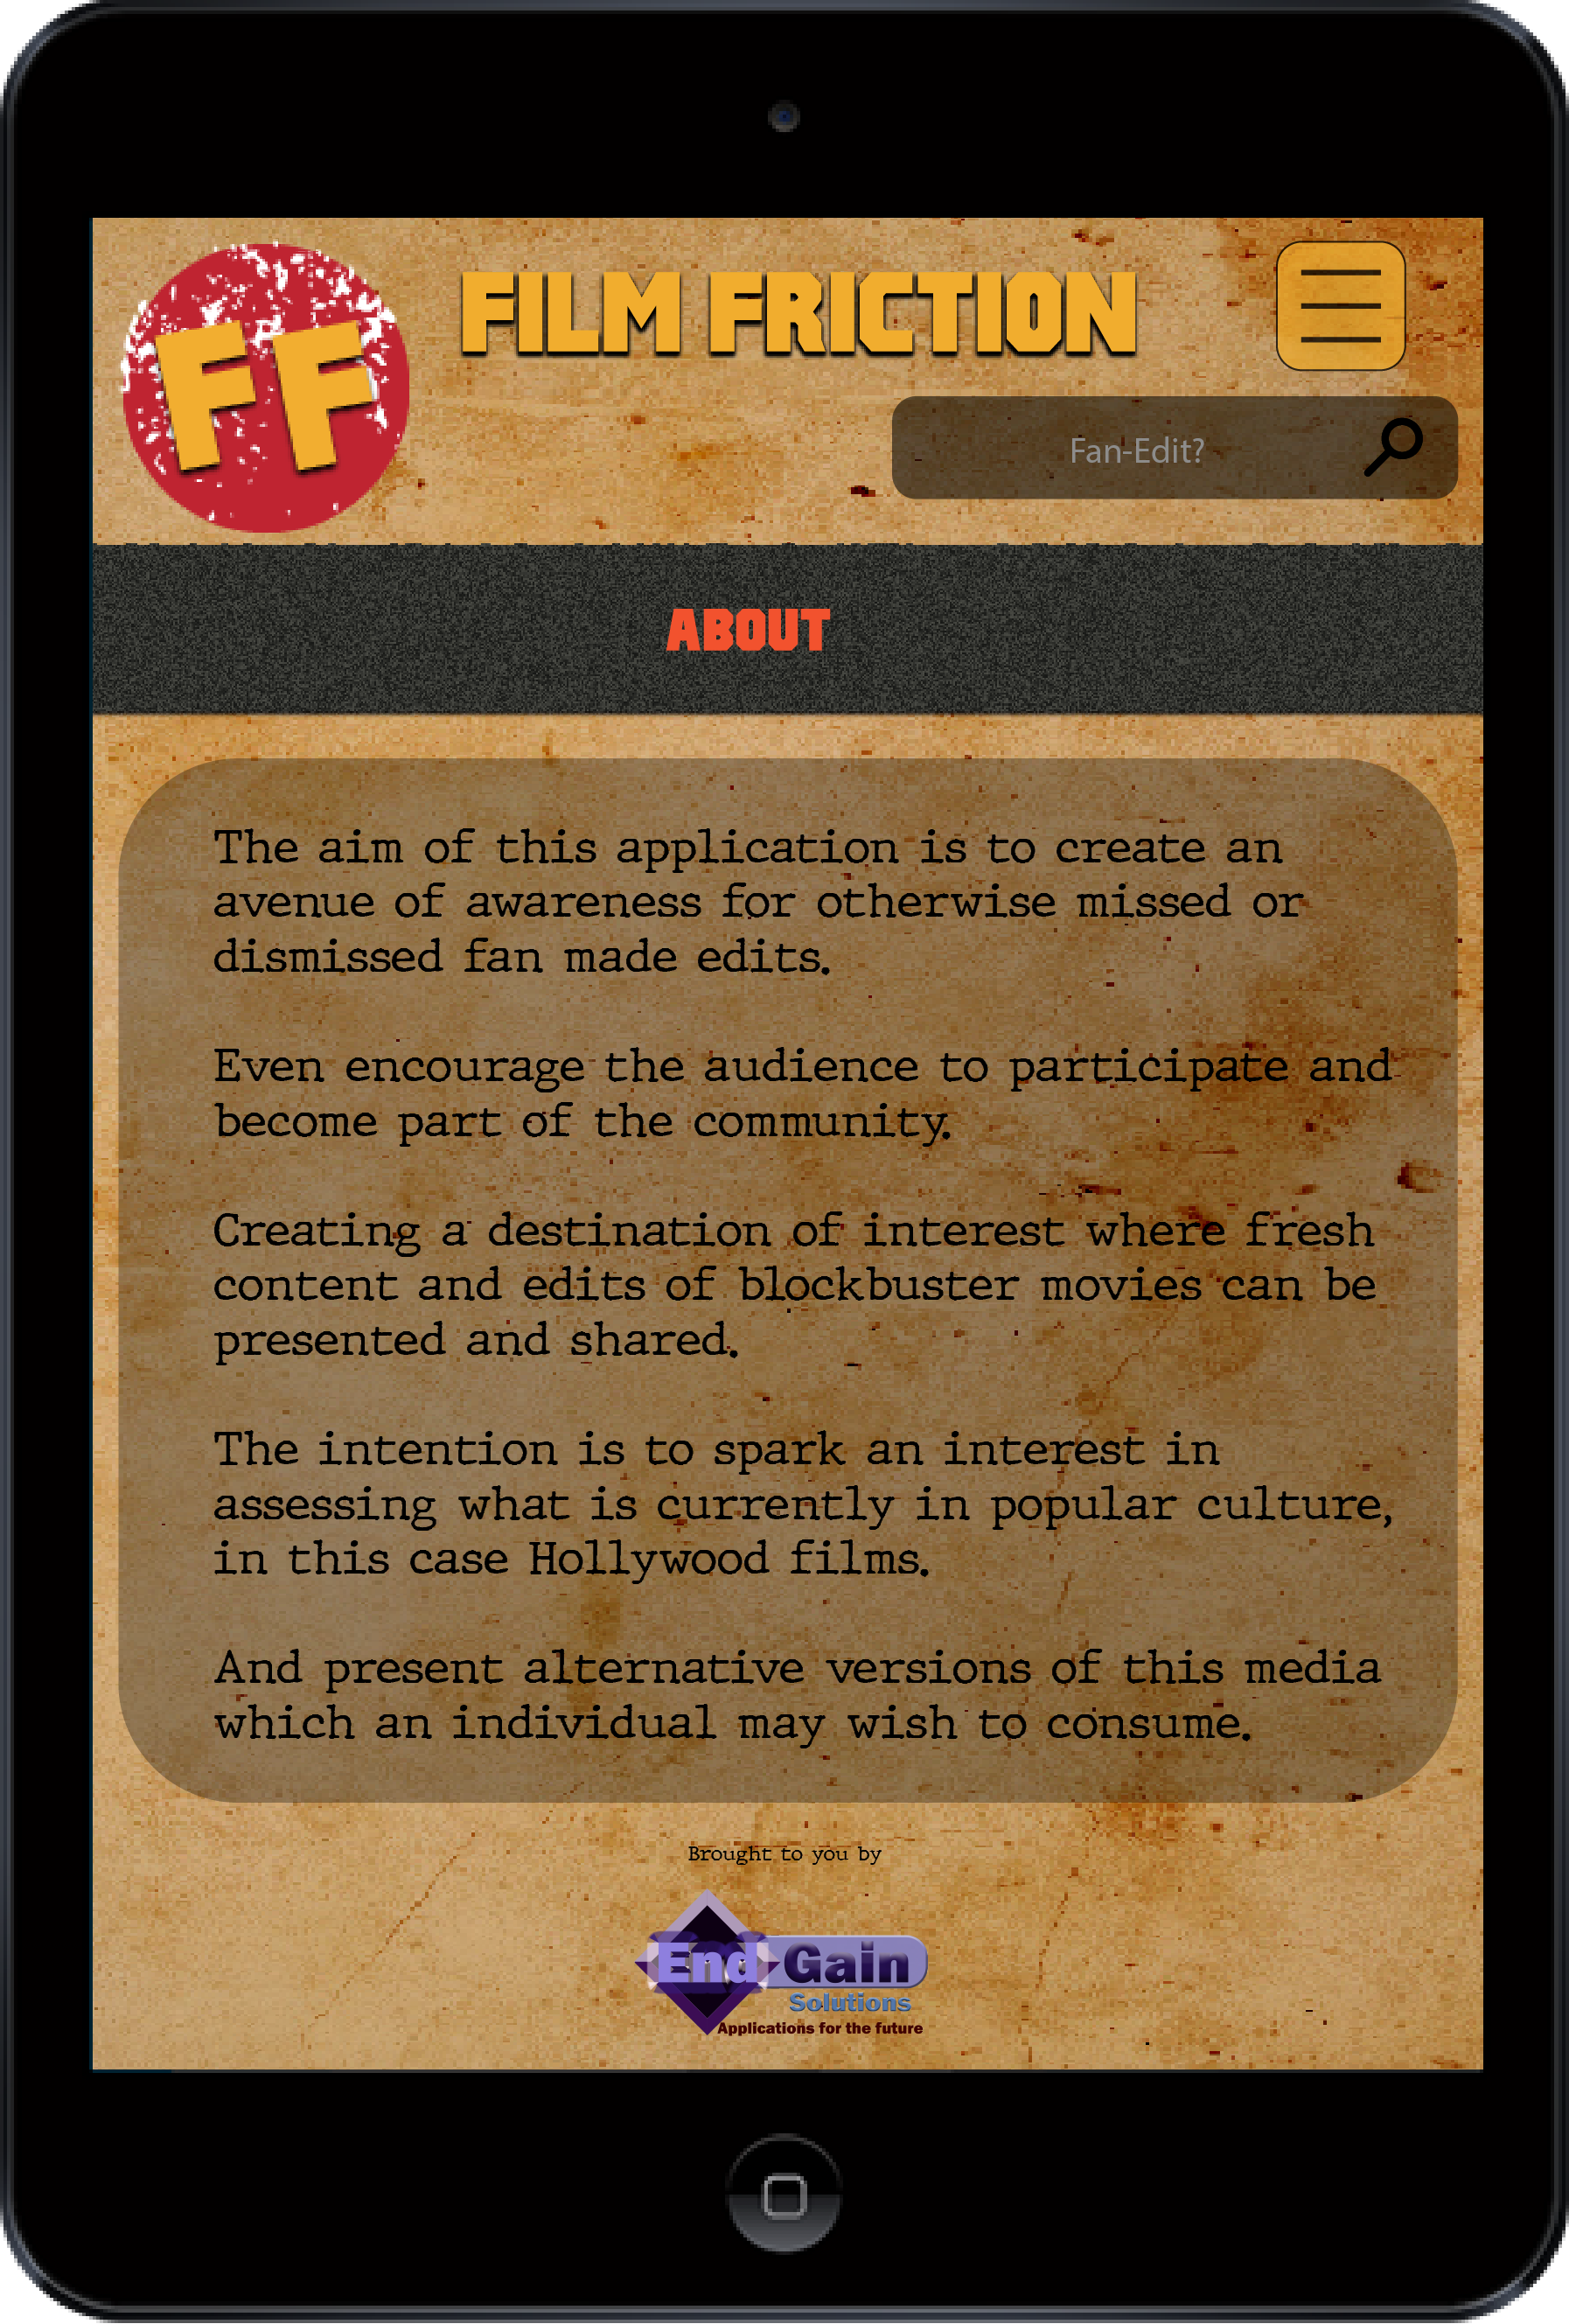 FF
FILM FRICTION
Fan-Edit?
ABOUT
The aim of this application is to create an
avenue of awareness for otherwise missed or
dismissed fan made edits.
Even encourage the audience to participate and
become part of the community.
Creating a destination of interest where fresh
content and edits of blockbuster movies can be
presented and shared.
The intention is to spark an interest in
assessing what is currently in popular culture,
in this case Hollywood films.
And present alternative versions of this media
which an individual may wish to consume.
Brought to you by
End Gain
Solutions
Applications for the future